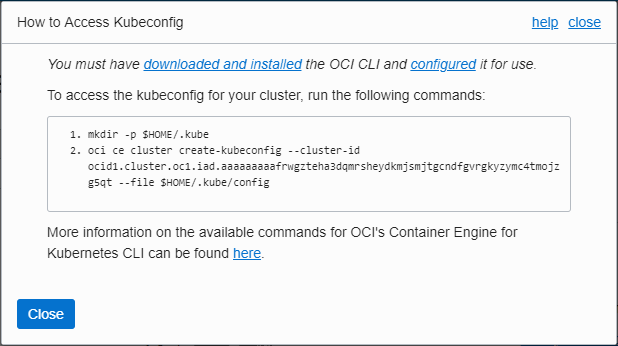 How to Access Kubeconfig help close
You must have downloaded and installed the OCI CLI and configured it for use.
To access the kubeconfig for your cluster, run the following commands:
1. mkdir -p $HOME/.kube
2. oci ce cluster create-kubeconfig --cluster-id
ocid1.cluster.oc1.iad.aaaaaaaaafrwgzteha3dqmrsheydkmjsmjtgcndfgvrgkyzymc4tmojz
g5qt --file $HOME/.kube/config
More information on the available commands for OCI's Container Engine for
Kubernetes CLI can be found here.
Close